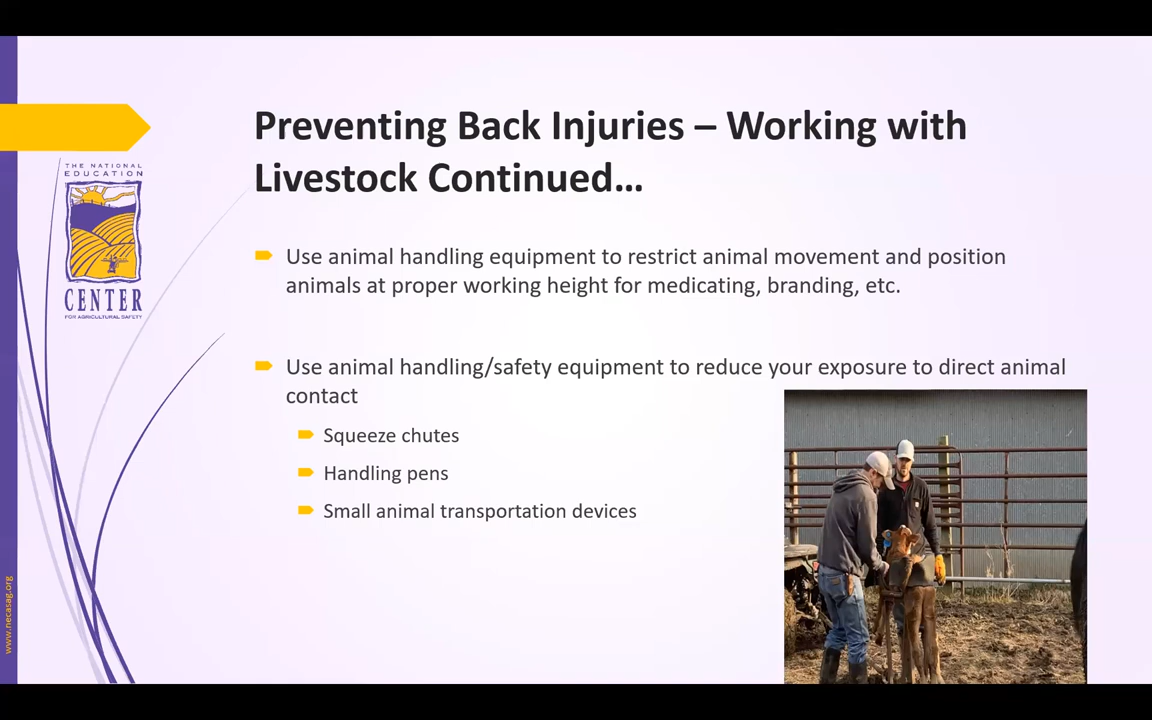 Preventing Back Injuries – Working with
Livestock Continued…
THE NATIONAL
EDUCATION
CENTER
FOR AGRICULTURAL SAFETY
Use animal handling equipment to restrict animal movement and position
animals at proper working height for medicating, branding, etc.
Use animal handling/safety equipment to reduce your exposure to direct animal
contact
Squeeze chutes
Handling pens
Small animal transportation devices
www.necasag.org